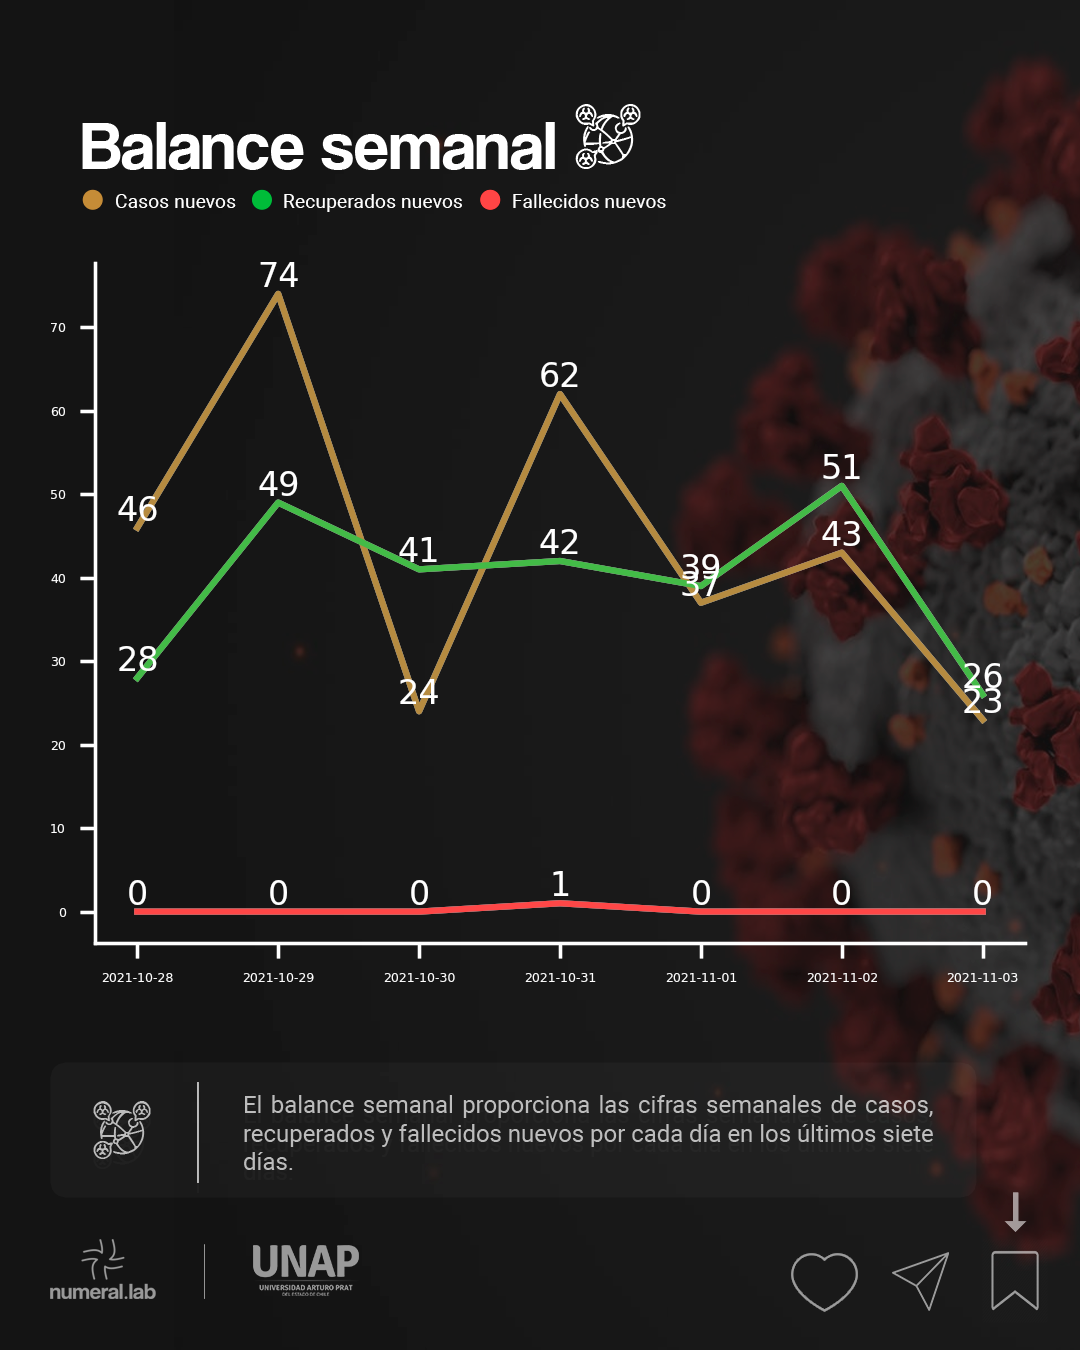 Balance semanal
Casos nuevos Recuperados nuevos Fallecidos nuevos
74
70
62
60
51
50
49
46
43
42
41
40
39
37
30
28
26
24
23
20
10
0 0 0 1 0 0 0
0
2021-10-28 2021-10-29 2021-10-30 2021-10-31 2021-11-01 2021-11-02 2021-11-03
El balance semanal proporciona las cifras semanales de casos,
recuperados y fallecidos nuevos por cada día en los últimos siete
días.
numeral.lab
UNAP
UNIVERSIDAD ARTURO PRAT
DEL ESTADO DE CHILE